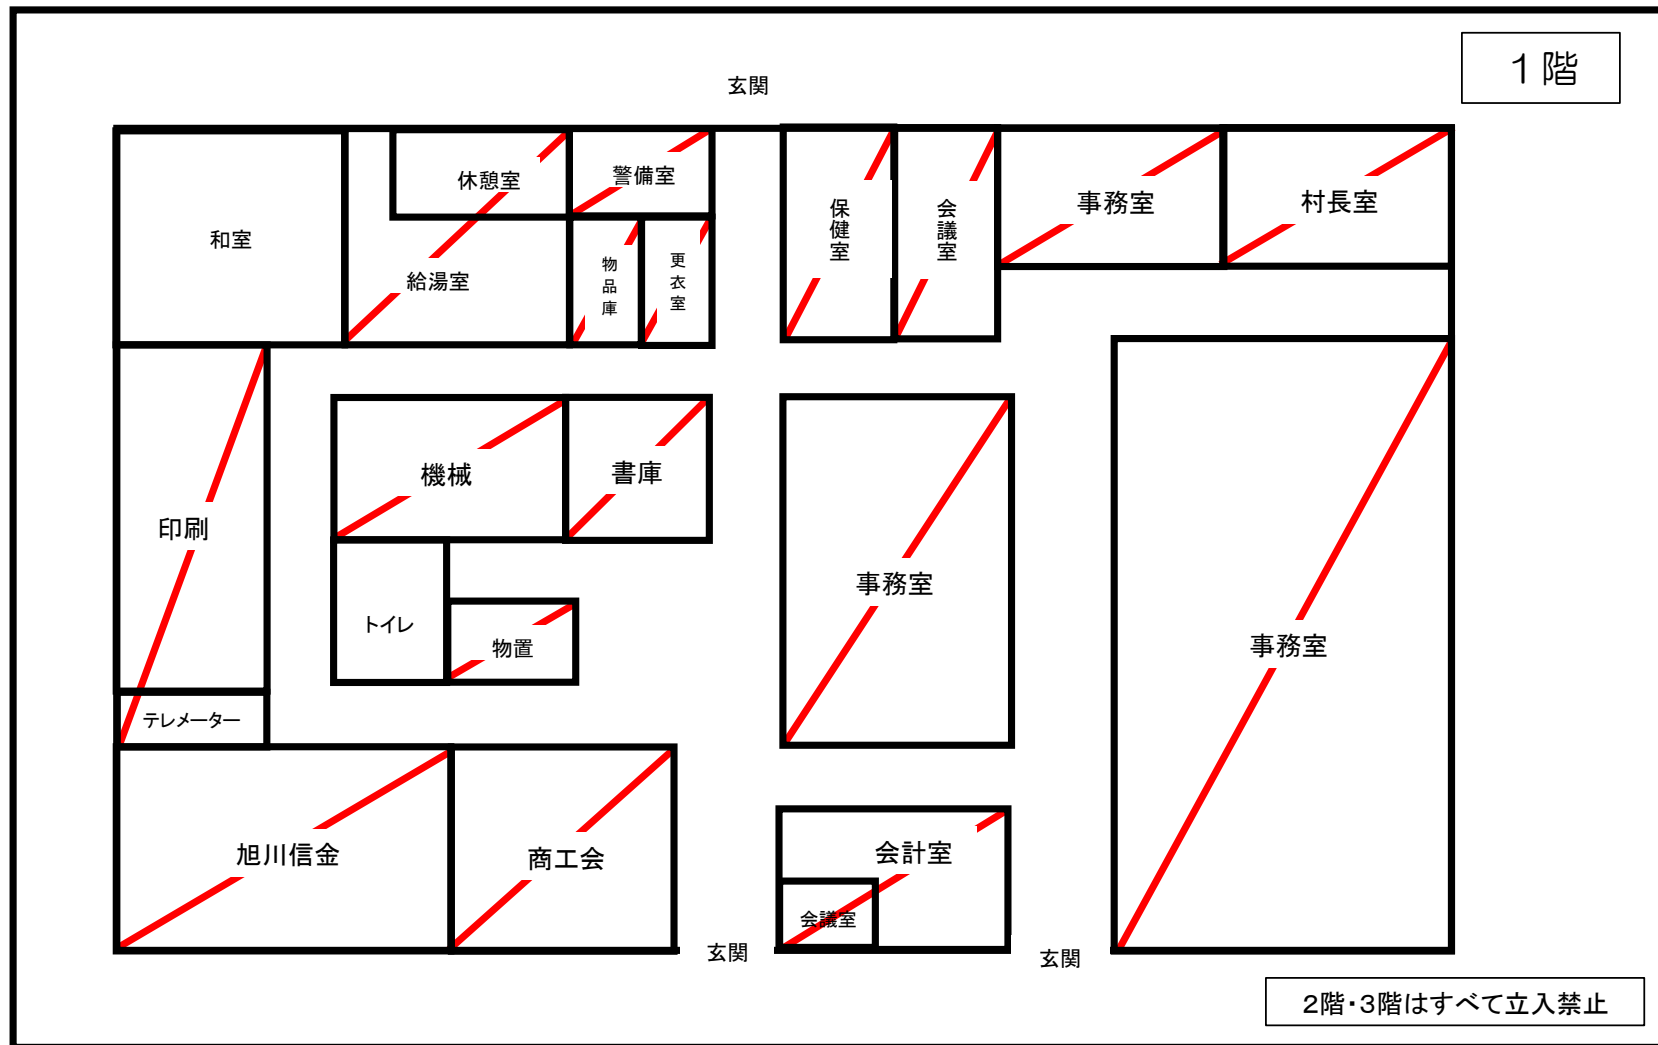 1階
玄関
休憩室
警備室
和室
給湯室
物品庫
更衣室
保健室
会議室
事務室
村長室
機械
書庫
印刷
トイレ
物置
事務室
事務室
テレメーター
旭川信金
商工会
会計室
会議室
玄関
玄関
2階・3階はすべて立入禁止